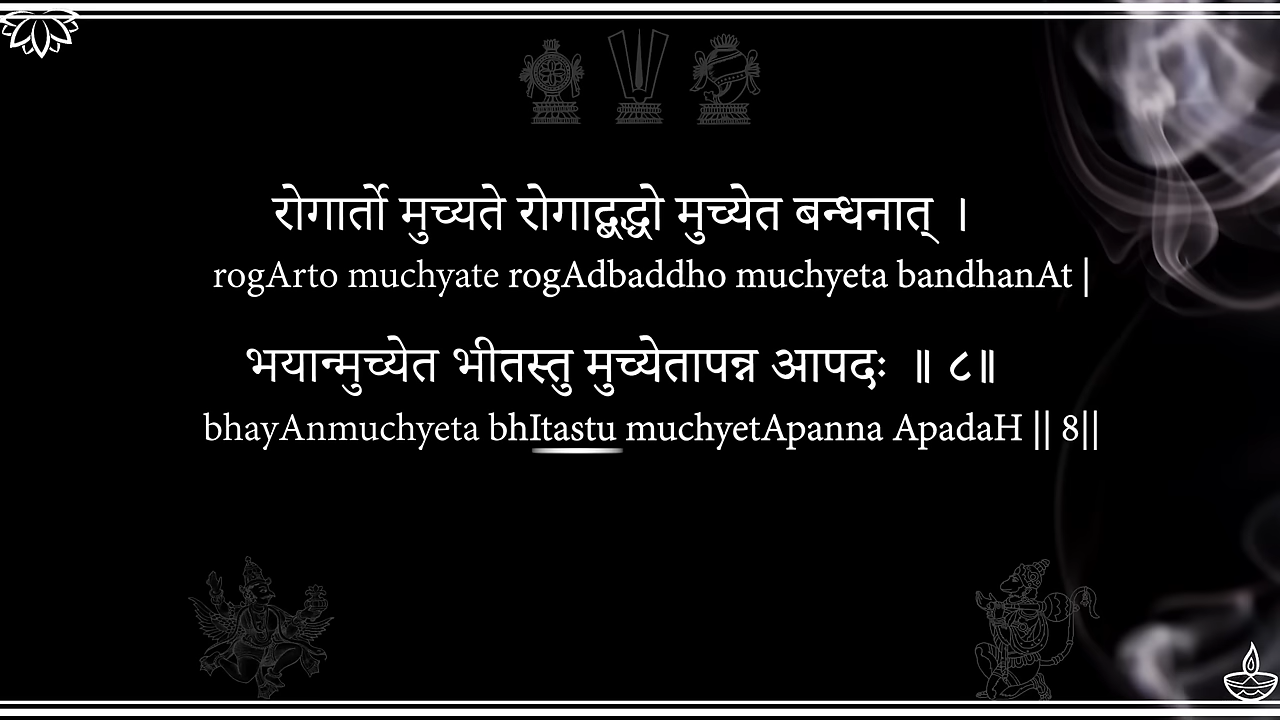 रोगार्तो मुच्यते रोगाद्बद्धो मुच्येत बन्धनात् ।
rogArto muchyate rogAdbaddho muchyeta bandhanAt |
भयान्मुच्येत भीतस्तु मुच्येतापन्न आपदः ॥ ८॥
bhayAnmuchyeta bhItastu muchyetApanna ApadaH || 8||